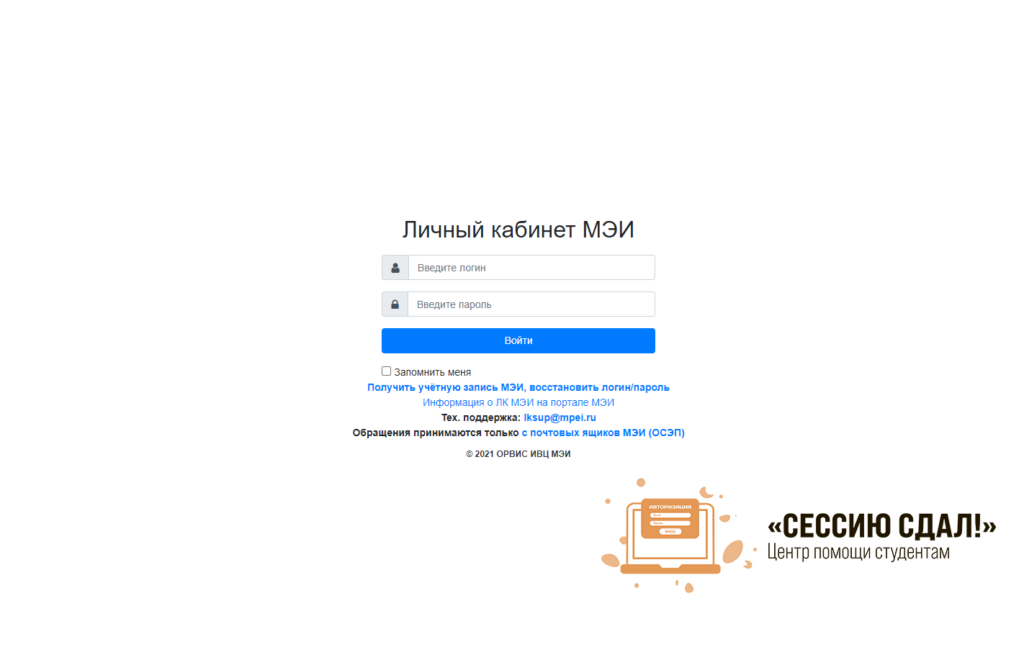 Личный кабинет МЭИ
Введите логин
Введите пароль
Войти
Запомнить меня
Получить учётную запись МЭИ, восстановить логин/пароль
Информация о ЛК МЭИ на портале МЭИ
Тех. поддержка: lksup@mpei.ru
Обращения принимаются только с почтовых ящиков МЭИ (ОСЭП)
© 2021 ОРВИС ИВЦ МЭИ
АВТОРИЗАЦИЯ
«СЕССИЮ СДАЛ!»
Центр помощи студентам